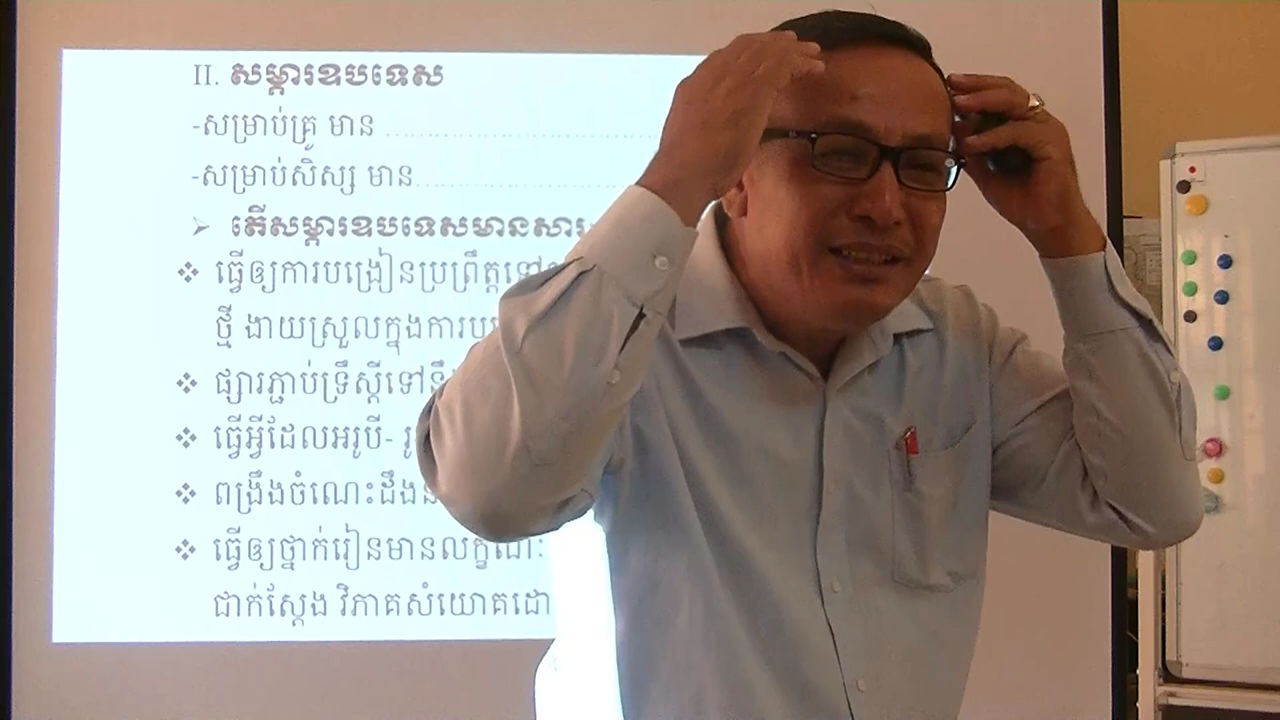 II. សម្ភារឧបទេស
-សម្រាប់គ្រូ មាន ........................................
-សម្រាប់សិស្ស មាន........................................
➢ តើសម្ភារឧបទេសមានសារៈ
❖ ធ្វើឲ្យការបង្រៀនប្រព្រឹត្តទៅ
ថ្មី ងាយស្រួលក្នុងការ
❖ ផ្សារភ្ជាប់ទ្រឹស្តីទៅនឹង
❖ ធ្វើអ្វីដែលអរូបី- រូ
❖ ពង្រឹងចំណេះដឹង
❖ ធ្វើឲ្យថ្នាក់រៀនមានលក្ខណៈ
ជាក់ស្តែង វិភាគសំយោគដោ